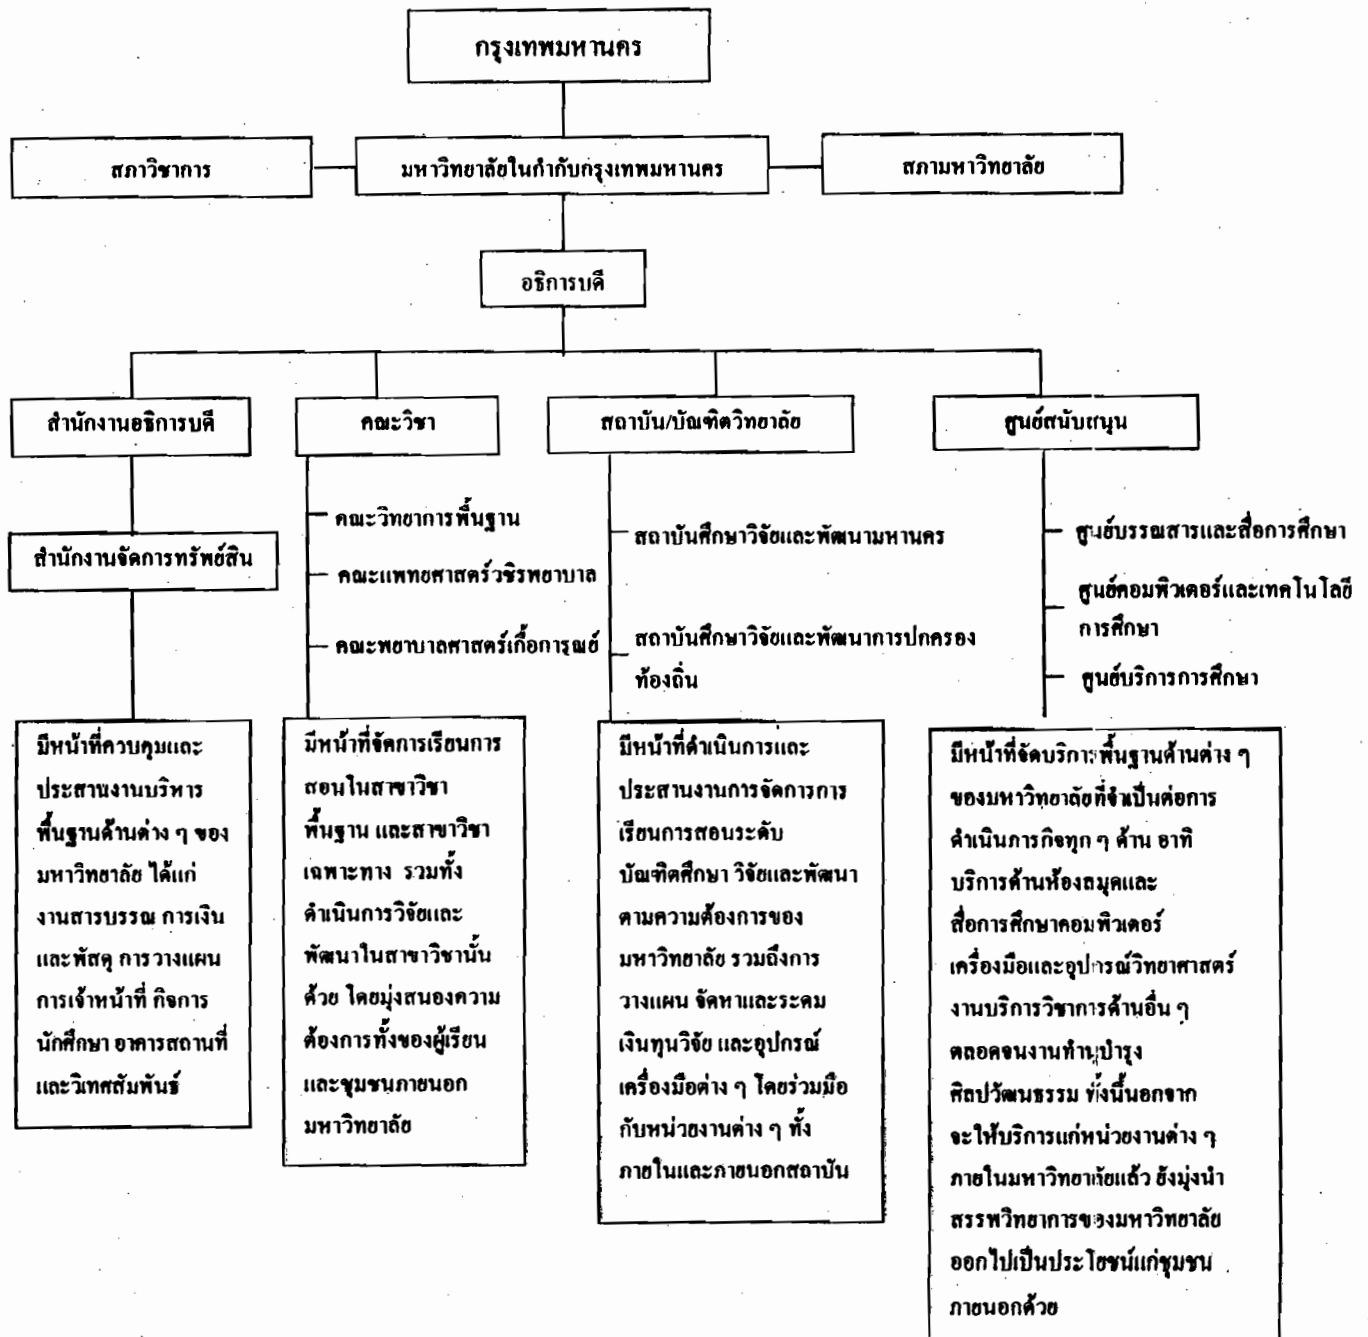 กรุงเทพมหานคร
สภาวิชาการ
มหาวิทยาลัยในกำกับกรุงเทพมหานคร
สภามหาวิทยาลัย
อธิการบดี
สำนักงานอธิการบดี
คณะวิชา
สถาบัน/บัณฑิตวิทยาลัย
ศูนย์สนับสนุน
สำนักงานจัดการทรัพย์สิน
คณะวิทยาการพื้นฐาน
คณะแพทยศาสตร์วชิรพยาบาล
คณะพยาบาลศาสตร์เกื้อการุณย์
สถาบันศึกษาวิจัยและพัฒนามหานคร
สถาบันศึกษาวิจัยและพัฒนาการปกครอง
ท้องถิ่น
ศูนย์บรรณสารและสื่อการศึกษา
ศูนย์คอมพิวเตอร์และเทคโนโลยี
การศึกษา
ศูนย์บริการการศึกษา
มีหน้าที่ควบคุมและ
ประสานงานบริหาร
พื้นฐานด้านต่าง ๆ ของ
มหาวิทยาลัย ได้แก่
งานสารบรรณ การเงิน
และพัสดุ การวางแผน
การเจ้าหน้าที่ กิจการ
นักศึกษา อาคารสถานที่
และวิเทศสัมพันธ์
มีหน้าที่จัดการเรียนการ
สอนในสาขาวิชา
พื้นฐาน และสาขาวิชา
เฉพาะทาง รวมทั้ง
ดำเนินการวิจัยและ
พัฒนาในสาขาวิชานั้น
ด้วย โดยมุ่งสนองความ
ต้องการทั้งของผู้เรียน
และชุมชนภายนอก
มหาวิทยาลัย
มีหน้าที่ดำเนินการและ
ประสานงานการจัดการการ
เรียนการสอนระดับ
บัณฑิตศึกษา วิจัยและพัฒนา
ตามความต้องการของ
มหาวิทยาลัย รวมถึงการ
วางแผน จัดหาและระดม
เงินทุนวิจัย และอุปกรณ์
เครื่องมือต่าง ๆ โดยร่วมมือ
กับหน่วยงานต่าง ๆ ทั้ง
ภายในและภายนอกสถาบัน
มีหน้าที่จัดบริการพื้นฐานด้านต่าง ๆ
ของมหาวิทยาลัยที่จำเป็นต่อการ
ดำเนินภารกิจทุก ๆ ด้าน อาทิ
บริการด้านห้องสมุดและ
สื่อการศึกษาคอมพิวเตอร์
เครื่องมือและอุปกรณ์วิทยาศาสตร์
งานบริการวิชาการด้านอื่น ๆ
ตลอดจนงานทำนุบำรุง
ศิลปวัฒนธรรม ทั้งนี้นอกจาก
จะให้บริการแก่หน่วยงานต่าง ๆ
ภายในมหาวิทยาลัยแล้ว ยังมุ่งนำ
สรรพวิทยาการของมหาวิทยาลัย
ออกไปเป็นประโยชน์แก่ชุมชน
ภายนอกด้วย